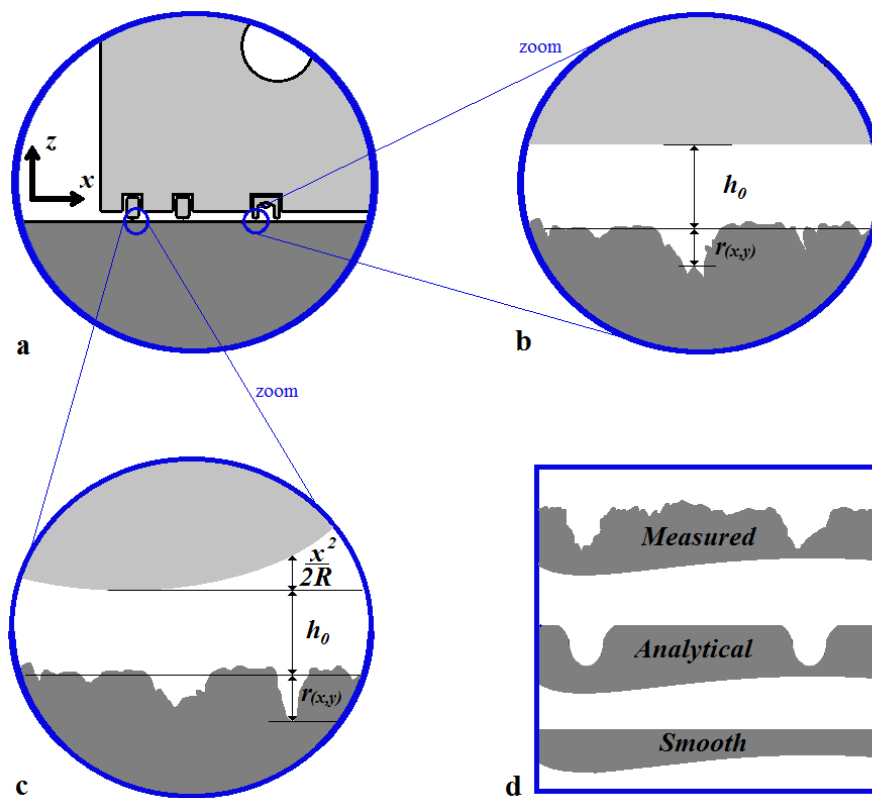 zoom
z
x
h₀
r(x,y)
a
b
zoom
x²
2R
h₀
r(x,y)
c
Measured
Analytical
Smooth
d